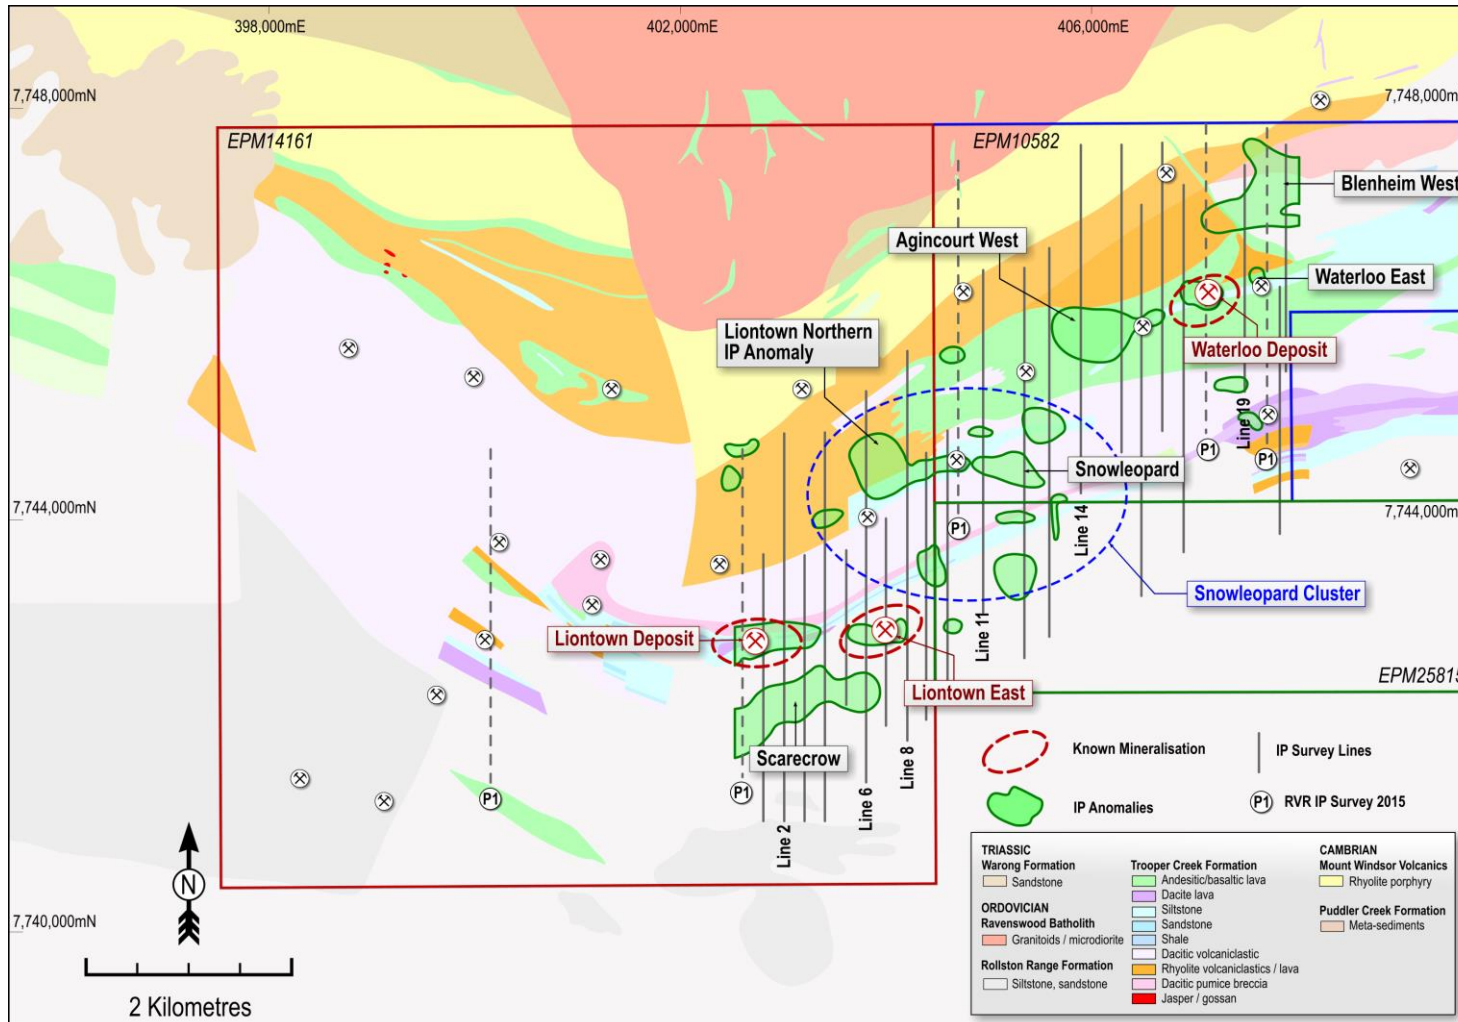 398,000mE
402,000mE
406,000mE
7,748,000mN
7,748,000m
EPM14161
EPM10582
Blenheim West
Agincourt West
Waterloo East
Liontown Northern
IP Anomaly
Waterloo Deposit
Line 19
P1
P1
Snowleopard
7,744,000mN
7,744,000m
P1
Line 14
Snowleopard Cluster
Line 11
Liontown Deposit
EPM25815
Liontown East
Scarecrow
Line 8
Line 6
Line 2
P1
P1
Known Mineralisation
IP Survey Lines
IP Anomalies
P1
RVR IP Survey 2015
N
7,740,000mN
2 Kilometres
TRIASSIC
Warong Formation
Sandstone
ORDOVICIAN
Ravenswood Batholith
Granitoids / microdiorite
Rollston Range Formation
Siltstone, sandstone
Trooper Creek Formation
Andesitic/basaltic lava
Dacite lava
Siltstone
Sandstone
Shale
Dacitic volcaniclastic
Rhyolite volcaniclastics / lava
Dacitic pumice breccia
Jasper / gossan
CAMBRIAN
Mount Windsor Volcanics
Rhyolite porphyry
Puddler Creek Formation
Meta-sediments